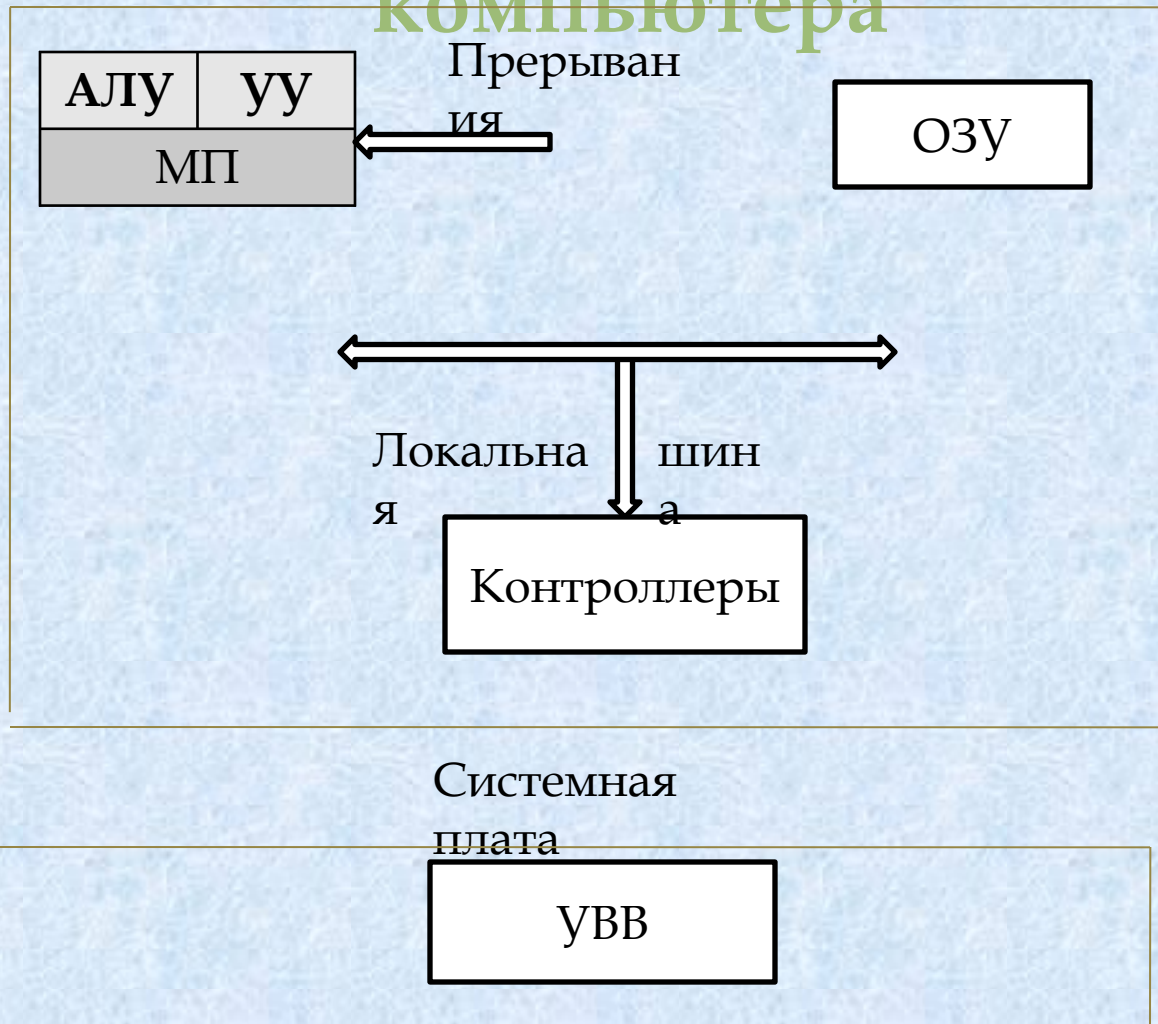 компьютера
Прерыван
ия
АЛУ УУ
МП
ОЗУ
Локальна
я
шин
а
Контроллеры
Системная
плата
УВВ